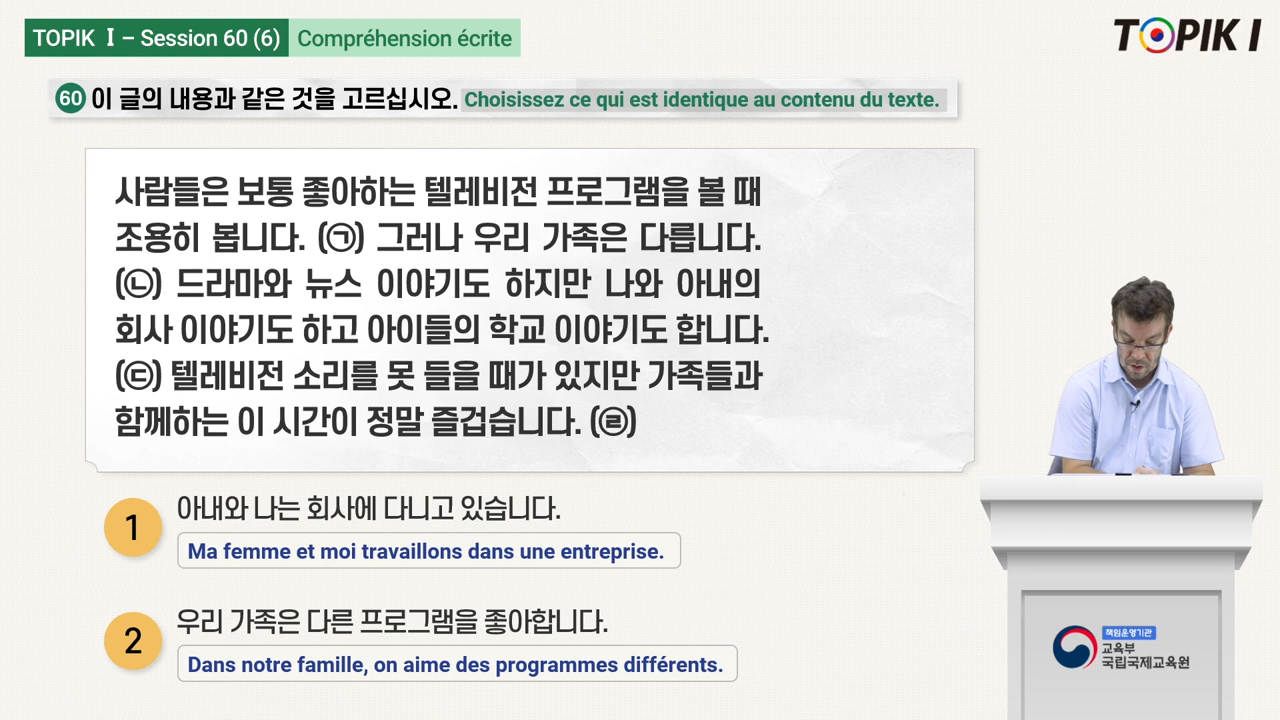 TOPIK Ⅰ – Session 60 (6) Compréhension écrite
TOPIK I
60 이 글의 내용과 같은 것을 고르십시오. Choisissez ce qui est identique au contenu du texte.
사람들은 보통 좋아하는 텔레비전 프로그램을 볼 때
조용히 봅니다. (㉠) 그러나 우리 가족은 다릅니다.
(㉡) 드라마와 뉴스 이야기도 하지만 나와 아내의
회사 이야기도 하고 아이들의 학교 이야기도 합니다.
(㉢) 텔레비전 소리를 못 들을 때가 있지만 가족들과
함께하는 이 시간이 정말 즐겁습니다. (㉣)
1 아내와 나는 회사에 다니고 있습니다.
Ma femme et moi travaillons dans une entreprise.
2 우리 가족은 다른 프로그램을 좋아합니다.
Dans notre famille, on aime des programmes différents.
책임운영기관
교육부
국립국제교육원